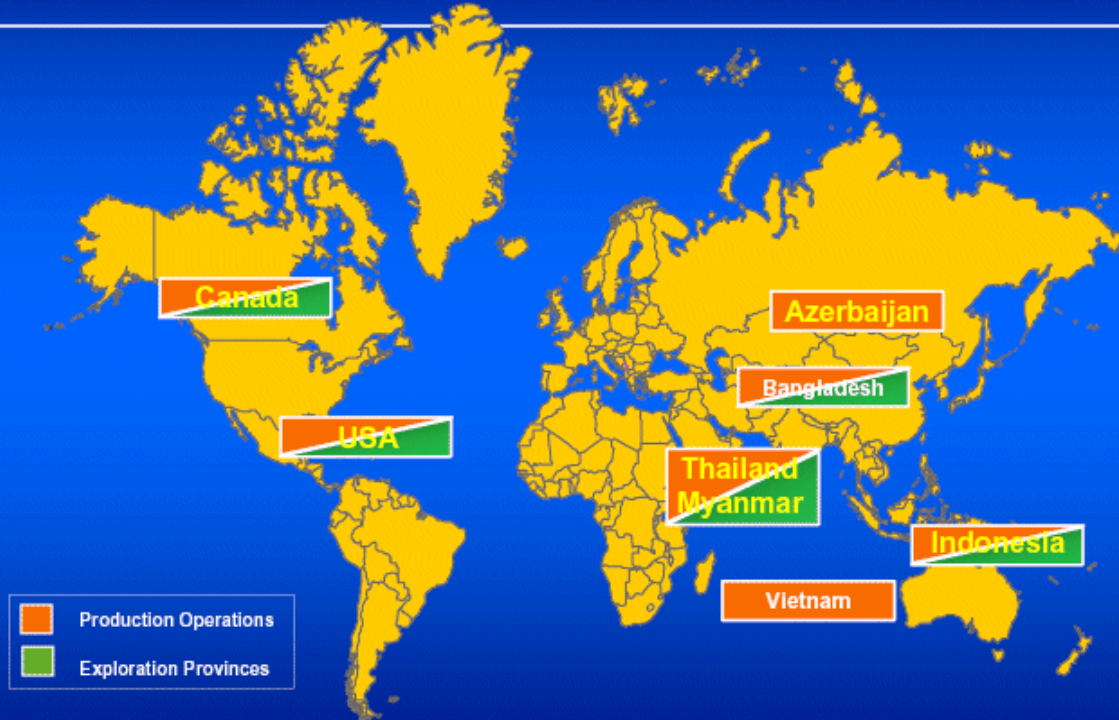 Canada
Azerbaijan
Bangladesh
USA
Thailand
Myanmar
Indonesia
Vietnam
Production Operations
Exploration Provinces